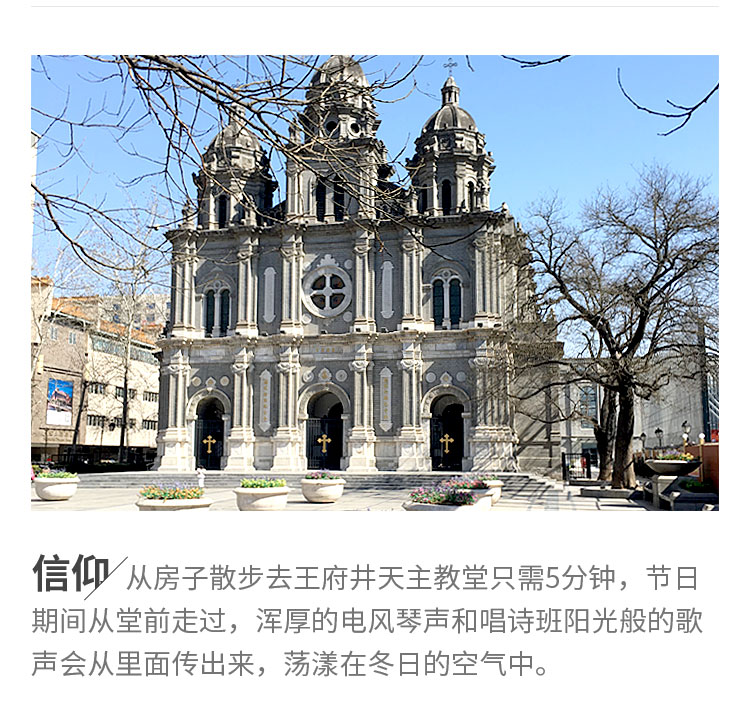 信仰 从房子散步去王府井天主教堂只需5分钟，节日
期间从堂前走过，浑厚的电风琴声和唱诗班阳光般的歌
声会从里面传出来，荡漾在冬日的空气中。